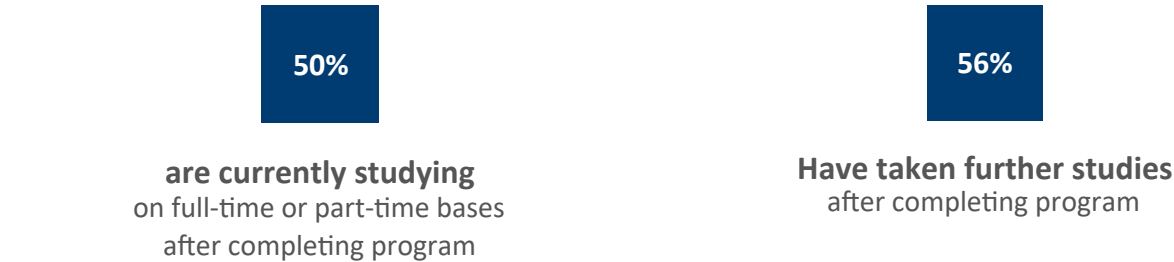 50%
are currently studying
on full-time or part-time bases
after completing program
56%
Have taken further studies
after completing program